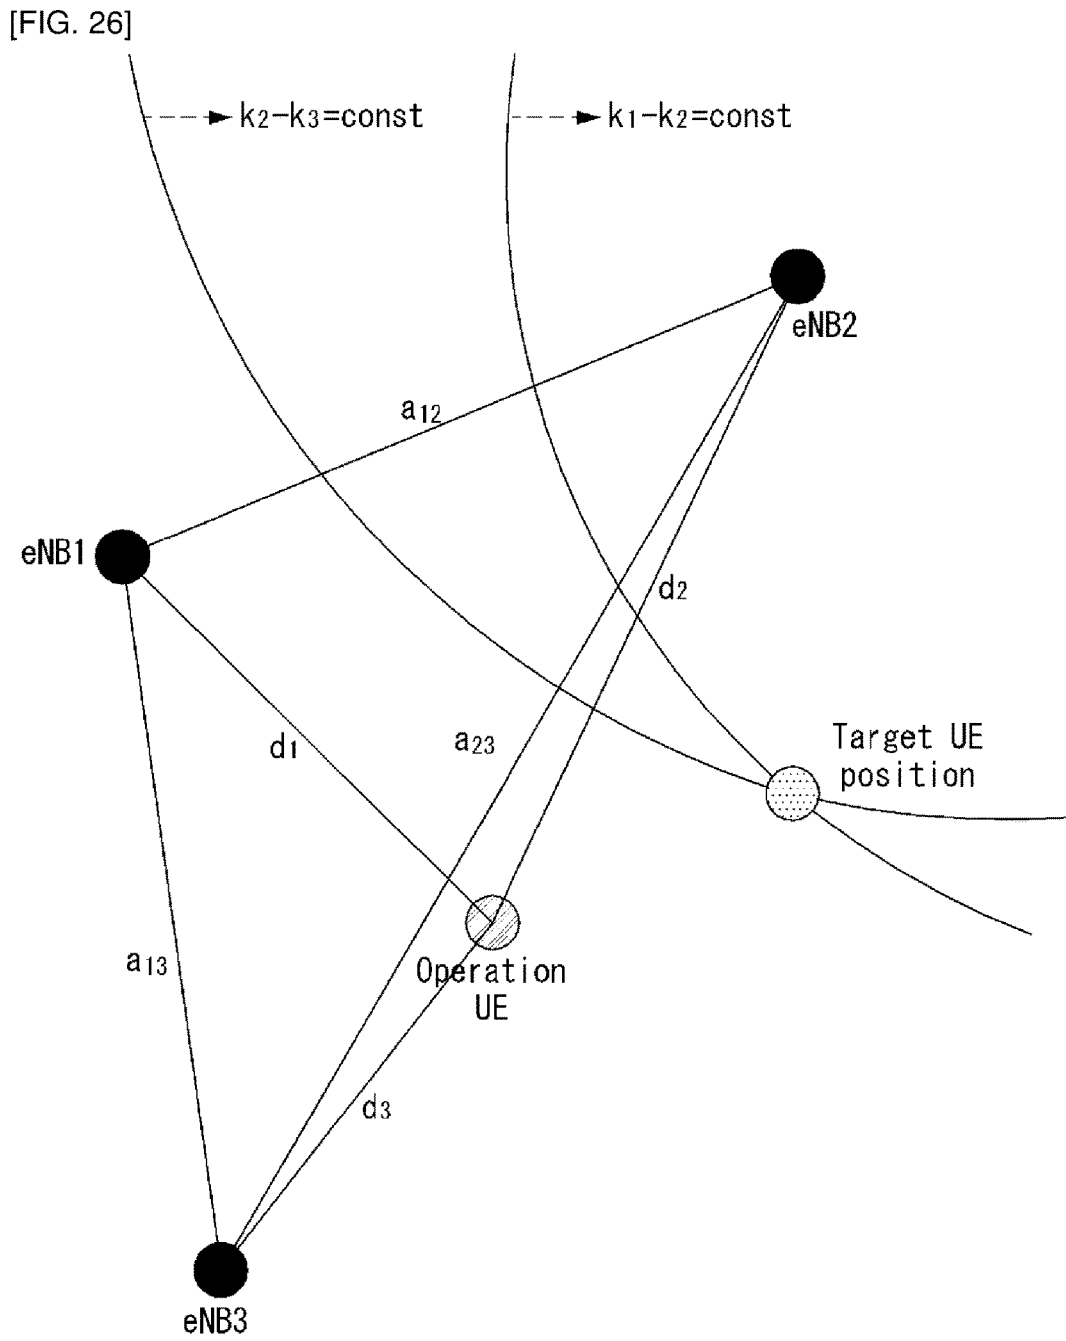 [FIG. 26]
k2-k3=const
k1-k2=const
eNB2
a12
eNB1
d2
Target UE
position
d1
a23
a13
Operation
UE
d3
eNB3